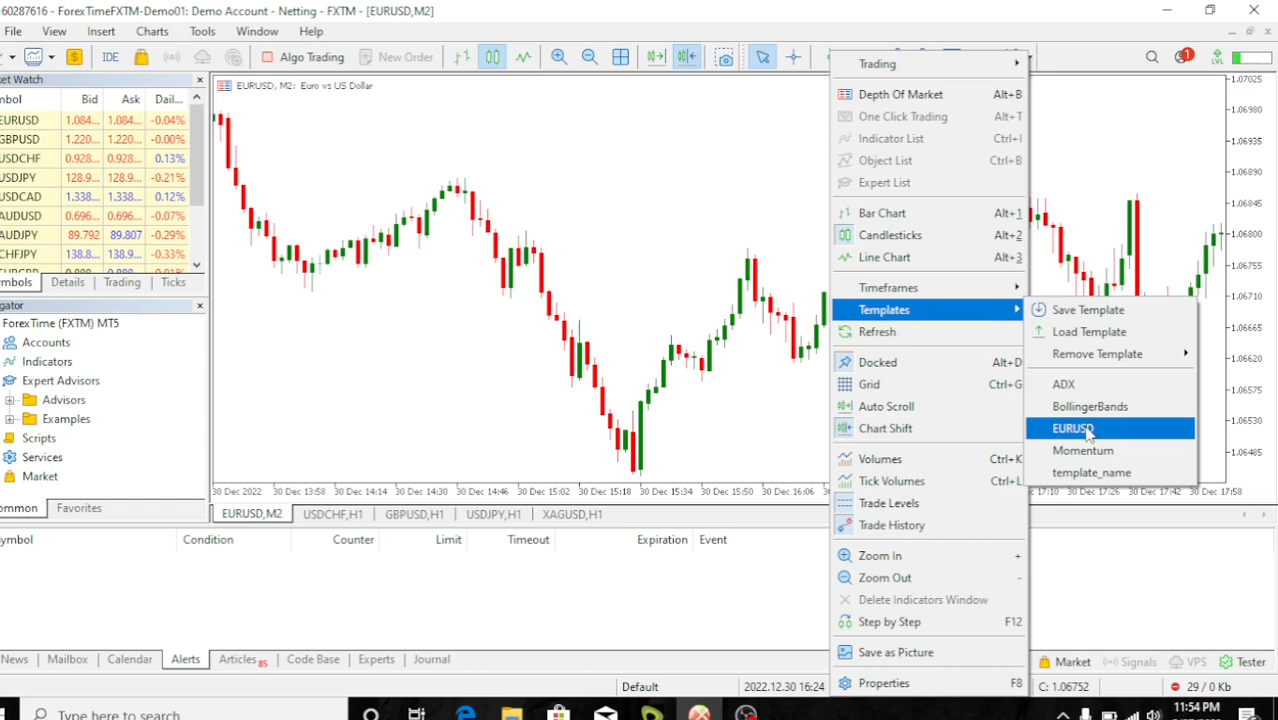 60287616 - ForexTimeFXTM-Demo01: Demo Account - Netting - FXTM - [EURUSD,M2]
File View Insert Charts Tools Window Help
IDE Algo Trading New Order 1
ket Watch
mbol Bid Ask Dail...
EURUSD 1.084... 1.084... -0.04%
GBPUSD 1.220... 1.220... -0.00%
USDCHF 0.928... 0.928... 0.13%
USDJPY 128.9... 128.9... -0.21%
USDCAD 1.338... 1.338... 0.12%
AUDUSD 0.696... 0.696... -0.07%
AUDJPY 89.792 89.807 -0.29%
CHFJPY 138.8... 138.9... -0.33%
ymbols Details Trading Ticks
gator
ForexTime (FXTM) MT5
Accounts
Indicators
Expert Advisors
Advisors
Examples
Scripts
Services
Market
ommon Favorites
EURUSD, M2: Euro vs US Dollar
1.07025
1.06980
1.06935
1.06890
1.06845
1.06800
1.06755
1.06710
1.06665
1.06620
1.06575
1.06530
1.06485
30 Dec 2022 30 Dec 13:58 30 Dec 14:14 30 Dec 14:30 30 Dec 14:46 30 Dec 15:02 30 Dec 15:18 30 Dec 15:34 30 Dec 15:50 30 Dec 16:06 17:10 30 Dec 17:26 30 Dec 17:42 30 Dec 17:58
EURUSD,M2 USDCHF,H1 GBPUSD,H1 USDJPY,H1 XAGUSD,H1
Trading
Depth Of Market Alt+B
One Click Trading Alt+T
Indicator List Ctrl+I
Object List Ctrl+B
Expert List
Bar Chart Alt+1
Candlesticks Alt+2
Line Chart Alt+3
Timeframes
Templates
Refresh
Docked Alt+D
Grid Ctrl+G
Auto Scroll
Chart Shift
Volumes Ctrl+K
Tick Volumes Ctrl+L
Trade Levels
Trade History
Zoom In +
Zoom Out -
Delete Indicators Window
Step by Step F12
Save as Picture
Properties F8
Save Template
Load Template
Remove Template
ADX
BollingerBands
EURUSD
Momentum
template_name
ymbol Condition Counter Limit Timeout Expiration Event
News Mailbox Calendar Alerts Articles 85 Code Base Experts Journal
Market Signals VPS Tester
Default 2022.12.30 16:24 C: 1.06752 29 / 0 Kb
Type here to search 11:54 PM